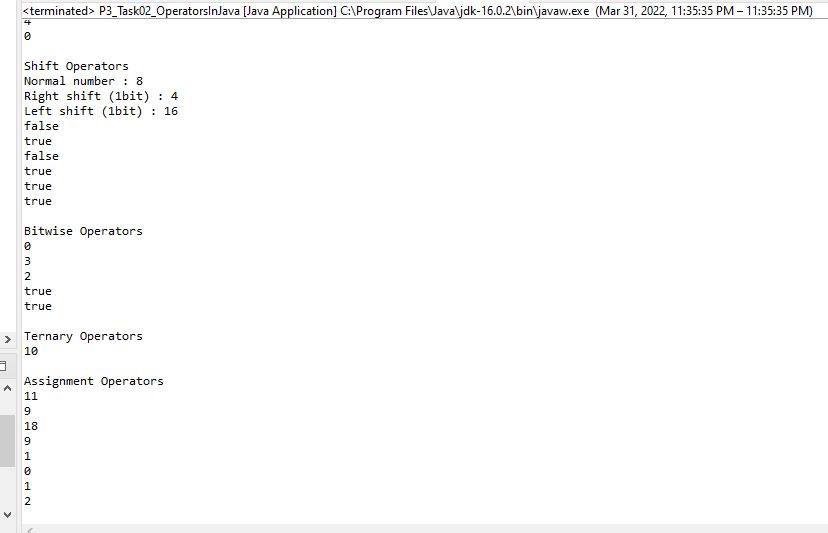 <terminated> P3_Task02_OperatorsInJava [Java Application] C:\Program Files\Java\jdk-16.0.2\bin\javaw.exe (Mar 31, 2022, 11:35:35 PM – 11:35:35 PM)
4
0
Shift Operators
Normal number : 8
Right shift (1bit) : 4
Left shift (1bit) : 16
false
true
false
true
true
true
Bitwise Operators
0
3
2
true
true
Ternary Operators
10
Assignment Operators
11
9
18
9
1
0
1
2